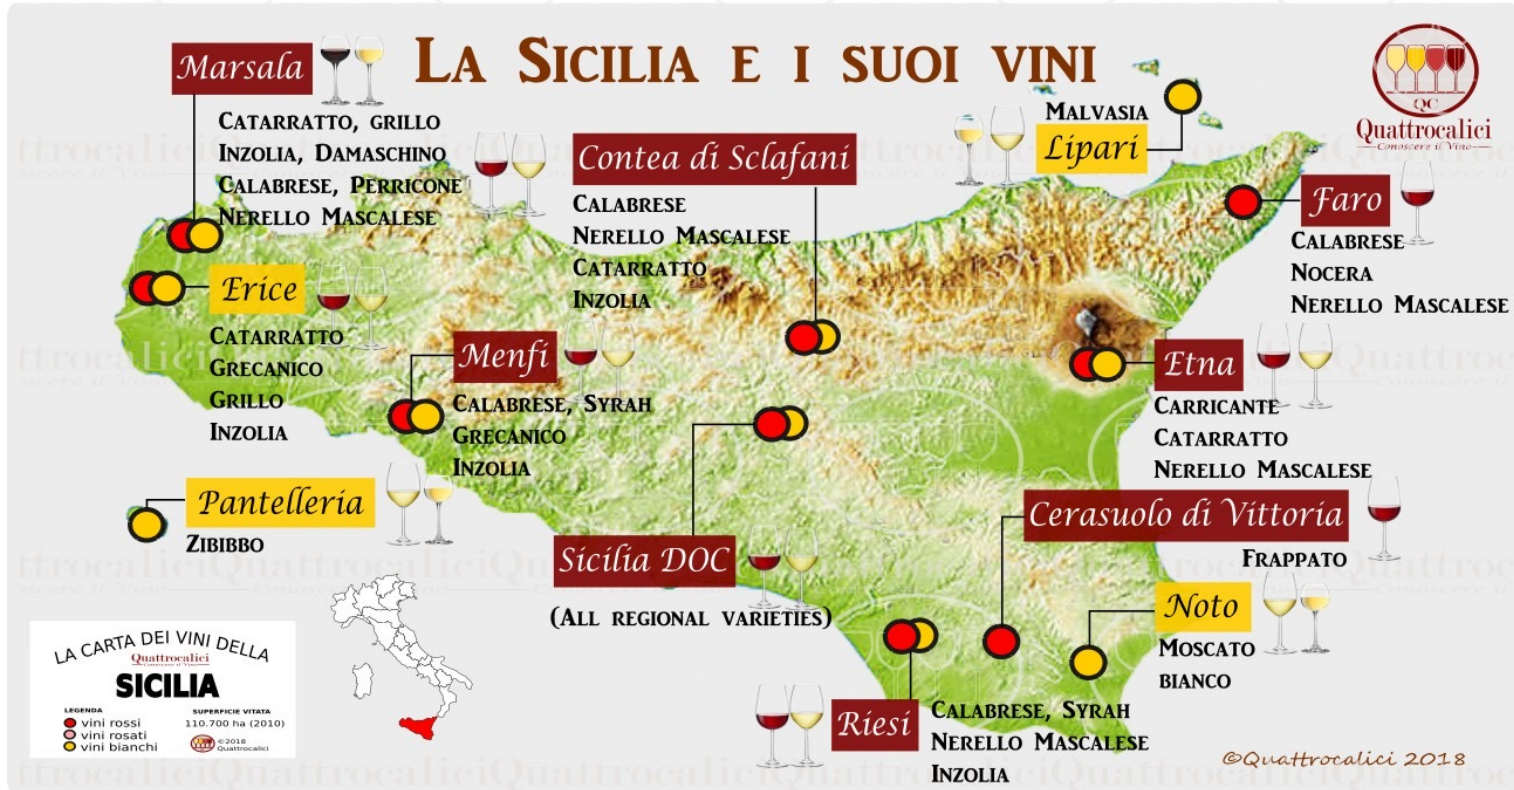 La Sicilia e i suoi vini
Marsala
Catarratto, grillo
Inzolia, Damaschino
Calabrese, Perricone
Nerello Mascalese
Contea di Sclafani
Calabrese
Nerello Mascalese
Catarratto
Inzolia
Malvasia
Lipari
QC
Quattrocalici
Conoscere il Vino
Faro
Calabrese
Nocera
Nerello Mascalese
Erice
Catarratto
Grecanico
Grillo
Inzolia
Menfi
Calabrese, Syrah
Grecanico
Inzolia
Etna
Carricante
Catarratto
Nerello Mascalese
Pantelleria
Zibibbo
Sicilia DOC
(All regional varieties)
Cerasuolo di Vittoria
Frappato
Noto
Moscato
bianco
Riesi
Calabrese, Syrah
Nerello Mascalese
Inzolia
LA CARTA DEI VINI DELLA
Quattrocalici
Conoscere il Vino
SICILIA
LEGENDA
vini rossi
vini rosati
vini bianchi
SUPERFICIE VITATA
110.700 ha (2010)
©2018
Quattrocalici
©Quattrocalici 2018